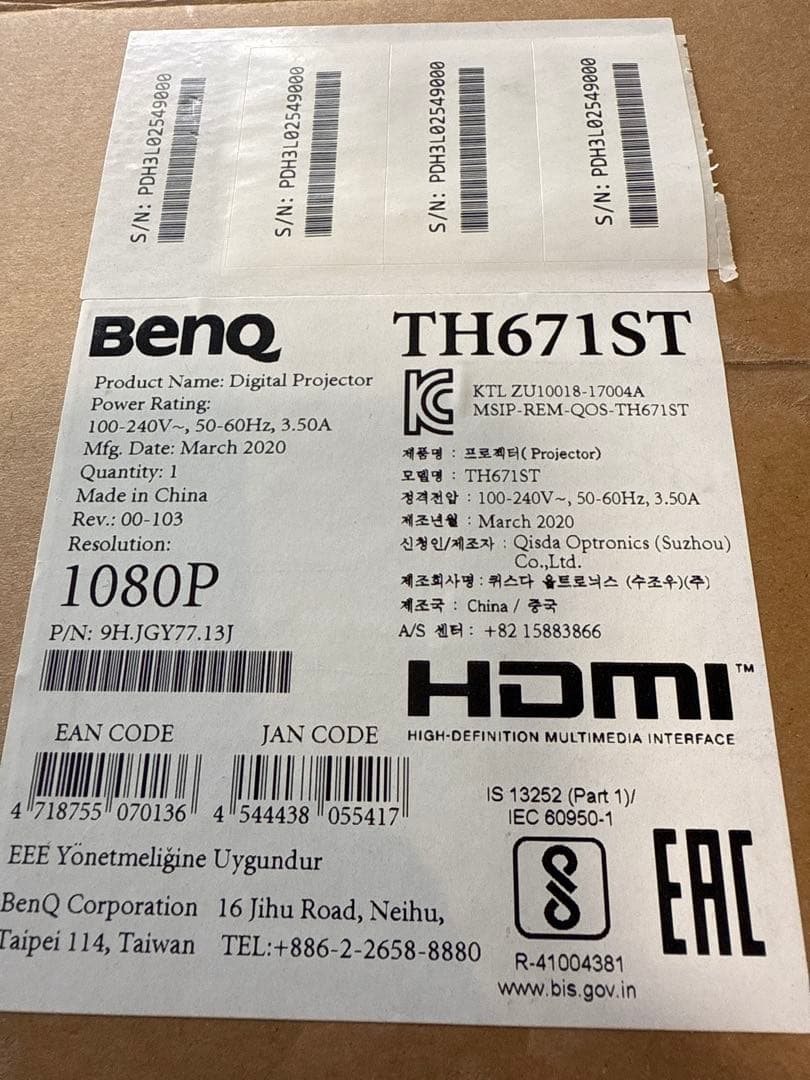 S/N: PDH3L02549000
S/N: PDH3L02549000
S/N: PDH3L02549000
S/N: PDH3L02549000
BenQ
Product Name: Digital Projector
Power Rating:
100-240V~, 50-60Hz, 3.50A
Mfg. Date: March 2020
Quantity: 1
Made in China
Rev.: 00-103
Resolution:
1080P
P/N: 9H.JGY77.13J
TH671ST
KC
KTL ZU10018-17004A
MSIP-REM-QOS-TH671ST
제품명 : 프로젝터( Projector)
모델명 : TH671ST
정격전압 : 100-240V~, 50-60Hz, 3.50A
제조년월 : March 2020
신청인/제조자 : Qisda Optronics (Suzhou)
Co.,Ltd.
제조회사명 : 퀴스다 옵트로닉스 (수조우)(주)
제조국 : China / 중국
A/S 센터 : +82 15883866
HDMI™
HIGH-DEFINITION MULTIMEDIA INTERFACE
EAN CODE
4 718755 070136
JAN CODE
4 544438 055417
EEE Yönetmeliğine Uygundur
BenQ Corporation 16 Jihu Road, Neihu,
Taipei 114, Taiwan TEL:+886-2-2658-8880
IS 13252 (Part 1)/
IEC 60950-1
R-41004381
www.bis.gov.in
EAC